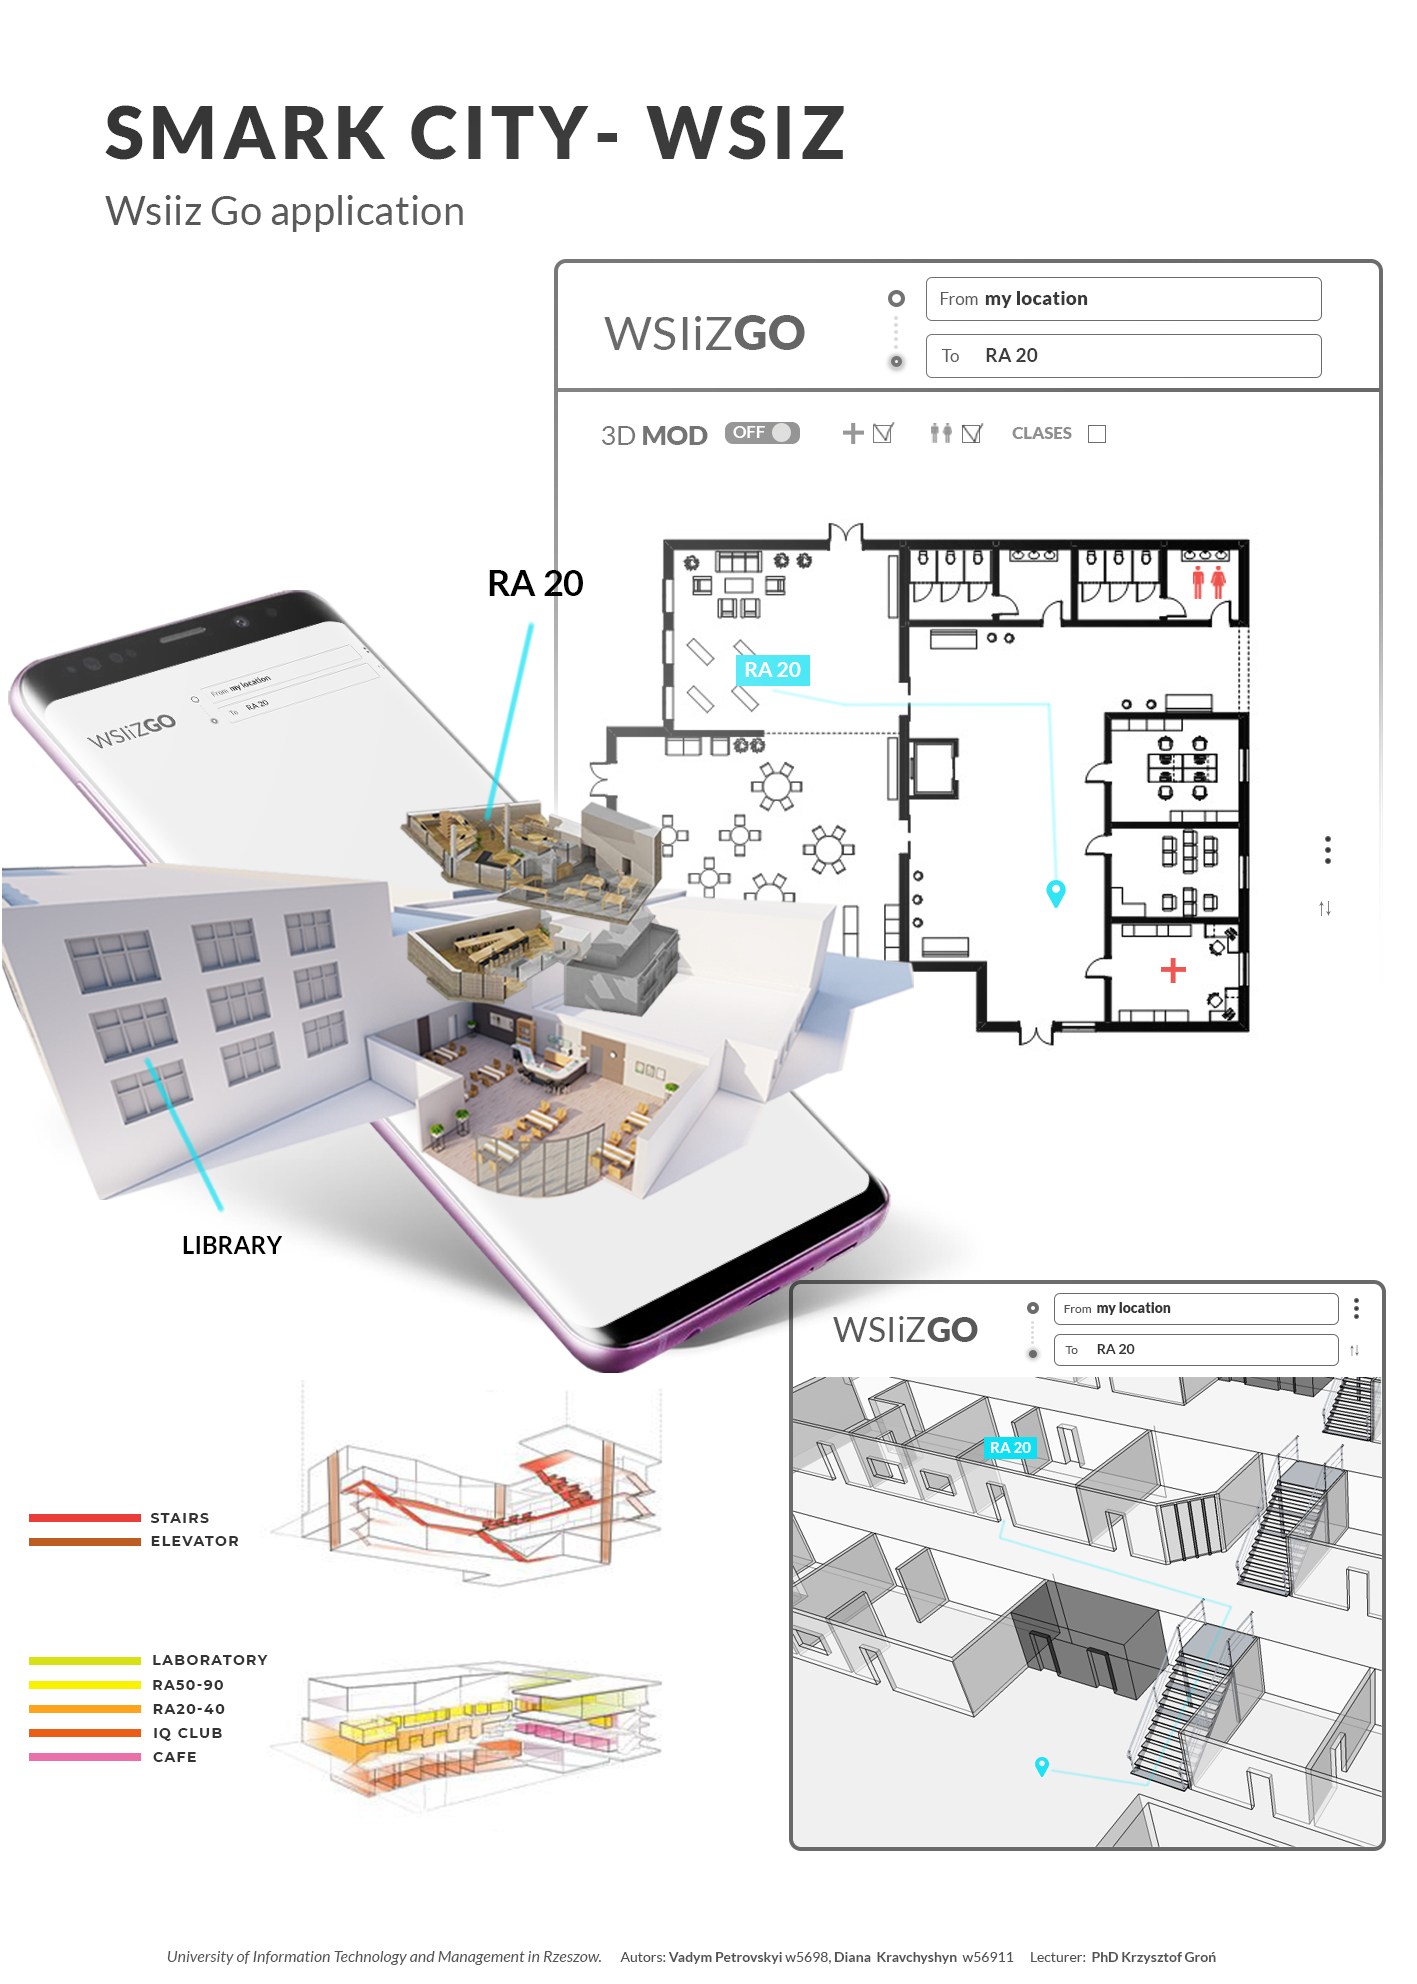 SMARK CITY- WSIZ
Wsiiz Go application
WSIiZGO
From my location
To RA 20
3D MOD OFF
CLASES
RA 20
RA 20
WSIiZGO
From my location
To RA 20
LIBRARY
WSIiZGO
From my location
To RA 20
RA 20
STAIRS
ELEVATOR
LABORATORY
RA50-90
RA20-40
IQ CLUB
CAFE
University of Information Technology and Management in Rzeszow. Autors: Vadym Petrovskyi w5698, Diana Kravchyshyn w56911 Lecturer: PhD Krzysztof Groń